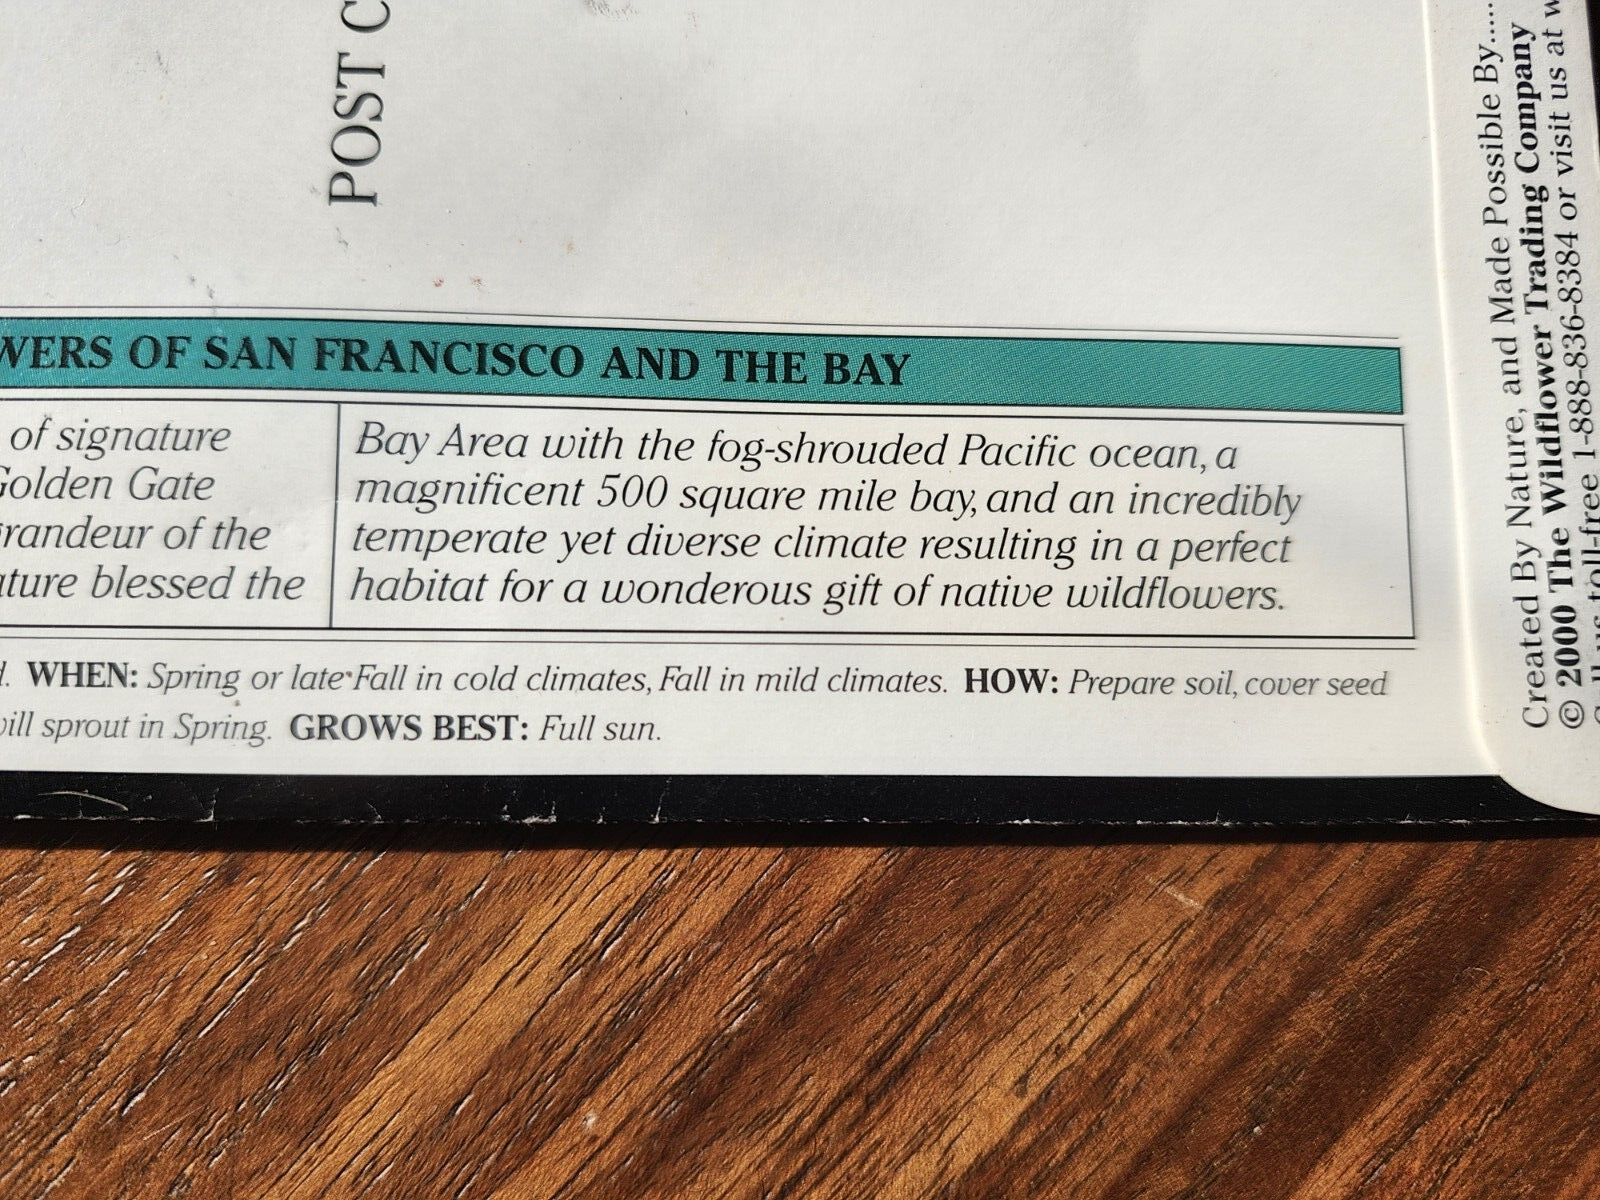 POST C
WERS OF SAN FRANCISCO AND THE BAY
of signature
Golden Gate
randeur of the
ature blessed the
Bay Area with the fog-shrouded Pacific ocean, a
magnificent 500 square mile bay, and an incredibly
temperate yet diverse climate resulting in a perfect
habitat for a wonderous gift of native wildflowers.
WHEN: Spring or late Fall in cold climates, Fall in mild climates. HOW: Prepare soil, cover seed
will sprout in Spring. GROWS BEST: Full sun.
Created By Nature, and Made Possible By.....
© 2000 The Wildflower Trading Company
Call us toll-free 1-888-836-8384 or visit us at w